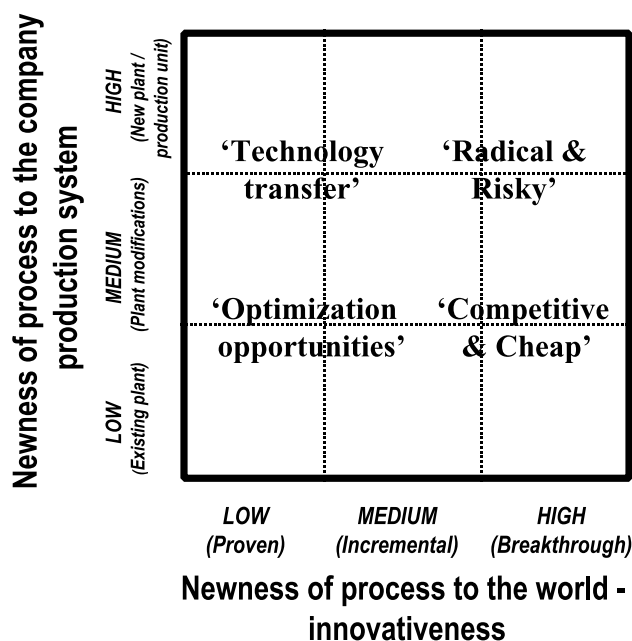 Newness of process to the company
production system
HIGH
(New plant /
production unit)
MEDIUM
(Plant modifications)
LOW
(Existing plant)
‘Technology
transfer’
‘Radical &
Risky’
‘Optimization
opportunities’
‘Competitive
& Cheap’
LOW
(Proven)
MEDIUM
(Incremental)
HIGH
(Breakthrough)
Newness of process to the world -
innovativeness